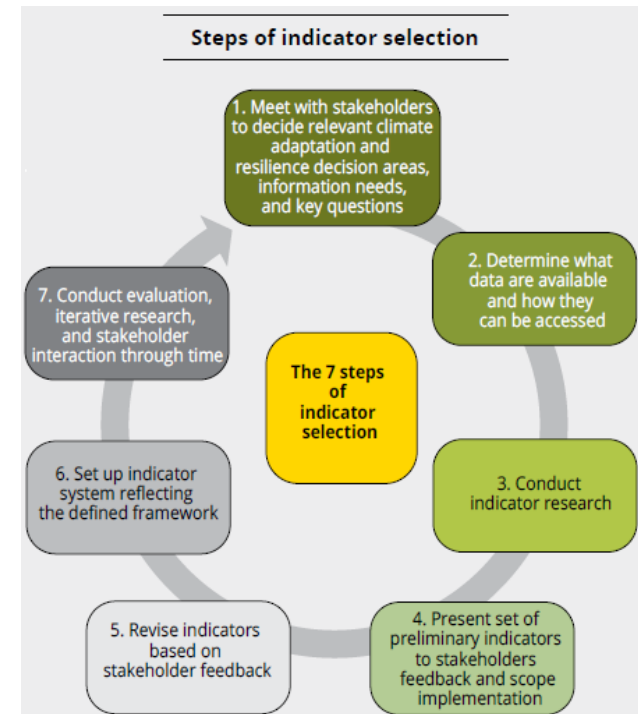 Steps of indicator selection
1. Meet with stakeholders
to decide relevant climate
adaptation and
resilience decision areas,
information needs,
and key questions
2. Determine what
data are available
and how they
can be accessed
3. Conduct
indicator research
4. Present set of
preliminary indicators
to stakeholders
feedback and scope
implementation
5. Revise indicators
based on
stakeholder feedback
6. Set up indicator
system reflecting
the defined framework
7. Conduct evaluation,
iterative research,
and stakeholder
interaction through time
The 7 steps
of
indicator
selection